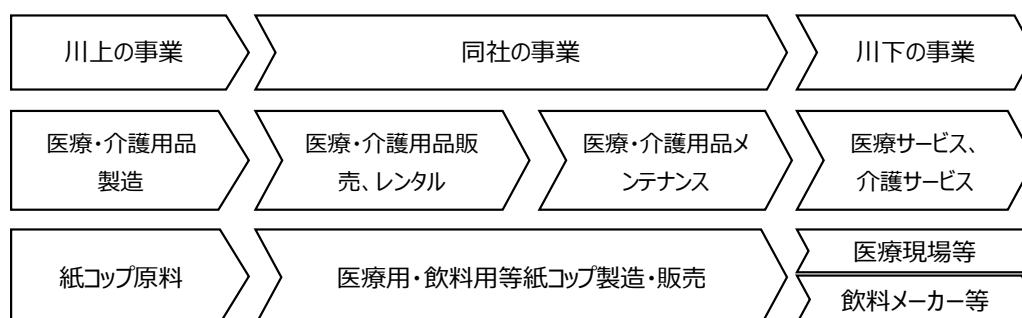 川上の事業
同社の事業
川下の事業
医療・介護用品
製造
医療・介護用品販
売、レンタル
医療・介護用品メ
ンテナンス
医療サービス、
介護サービス
紙コップ原料
医療用・飲料用等紙コップ製造・販売
医療現場等
飲料メーカー等